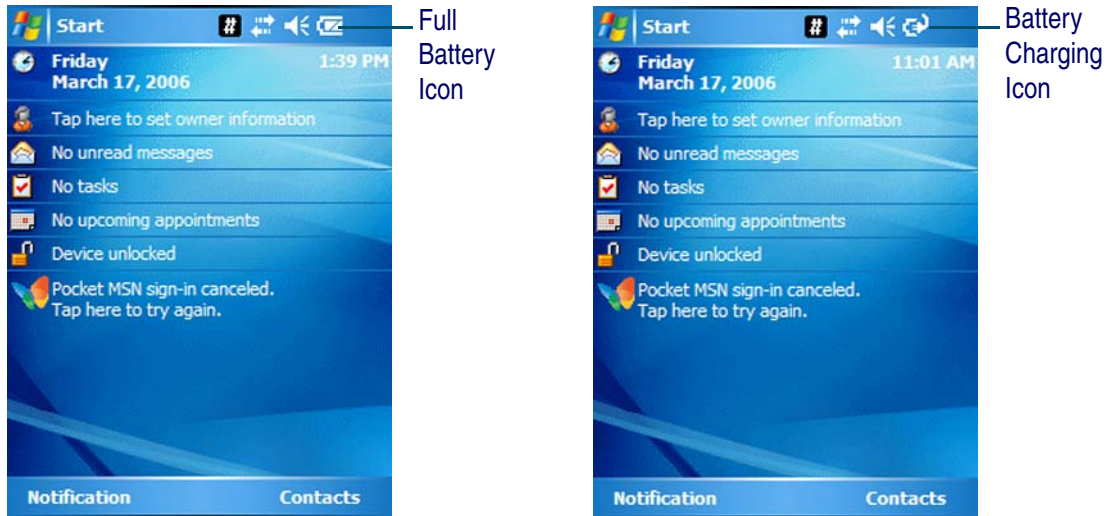 Start #
Friday 1:39 PM
March 17, 2006
Tap here to set owner information
No unread messages
No tasks
No upcoming appointments
Device unlocked
Pocket MSN sign-in canceled.
Tap here to try again.
Notification Contacts
Full
Battery
Icon
Start #
Friday 11:01 AM
March 17, 2006
Tap here to set owner information
No unread messages
No tasks
No upcoming appointments
Device unlocked
Pocket MSN sign-in canceled.
Tap here to try again.
Notification Contacts
Battery
Charging
Icon